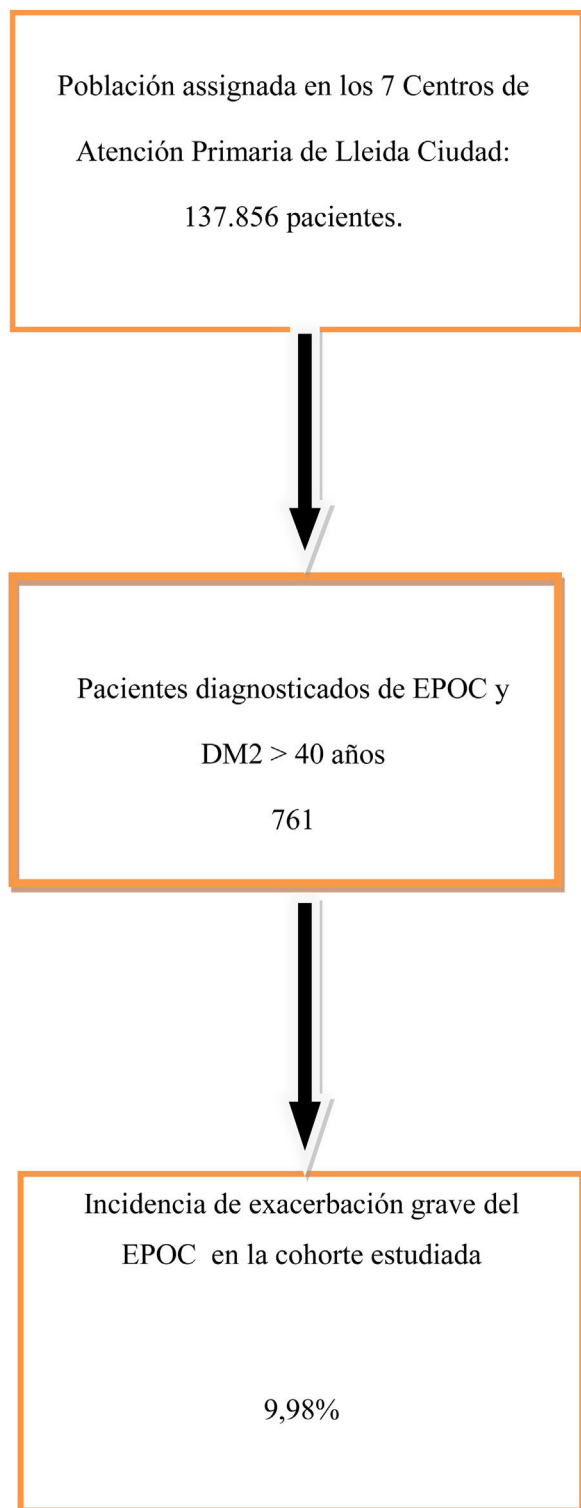 Población assignada en los 7 Centros de
Atención Primaria de Lleida Ciudad:
137.856 pacientes.
Pacientes diagnosticados de EPOC y
DM2 > 40 años
761
Incidencia de exacerbación grave del
EPOC en la cohorte estudiada
9,98%